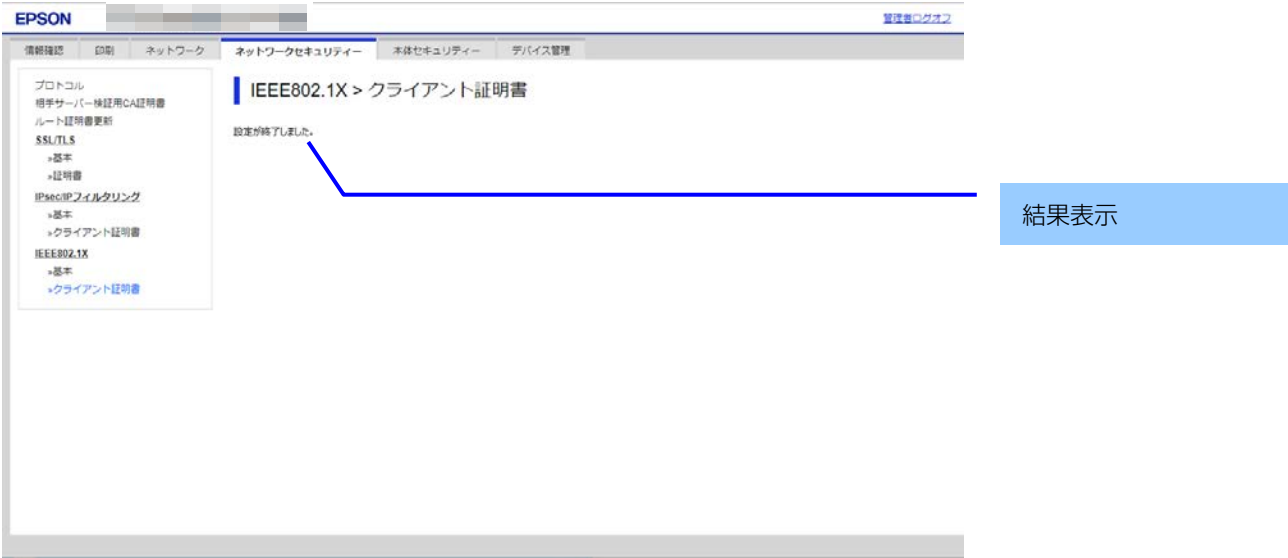 EPSON
管理者ログオフ
情報確認 印刷 ネットワーク ネットワークセキュリティー 本体セキュリティー デバイス管理
プロトコル
相手サーバー検証用CA証明書
ルート証明書更新
SSL/TLS
»基本
»証明書
IPsec/IPフィルタリング
»基本
»クライアント証明書
IEEE802.1X
»基本
»クライアント証明書
IEEE802.1X > クライアント証明書
設定が終了しました。
結果表示